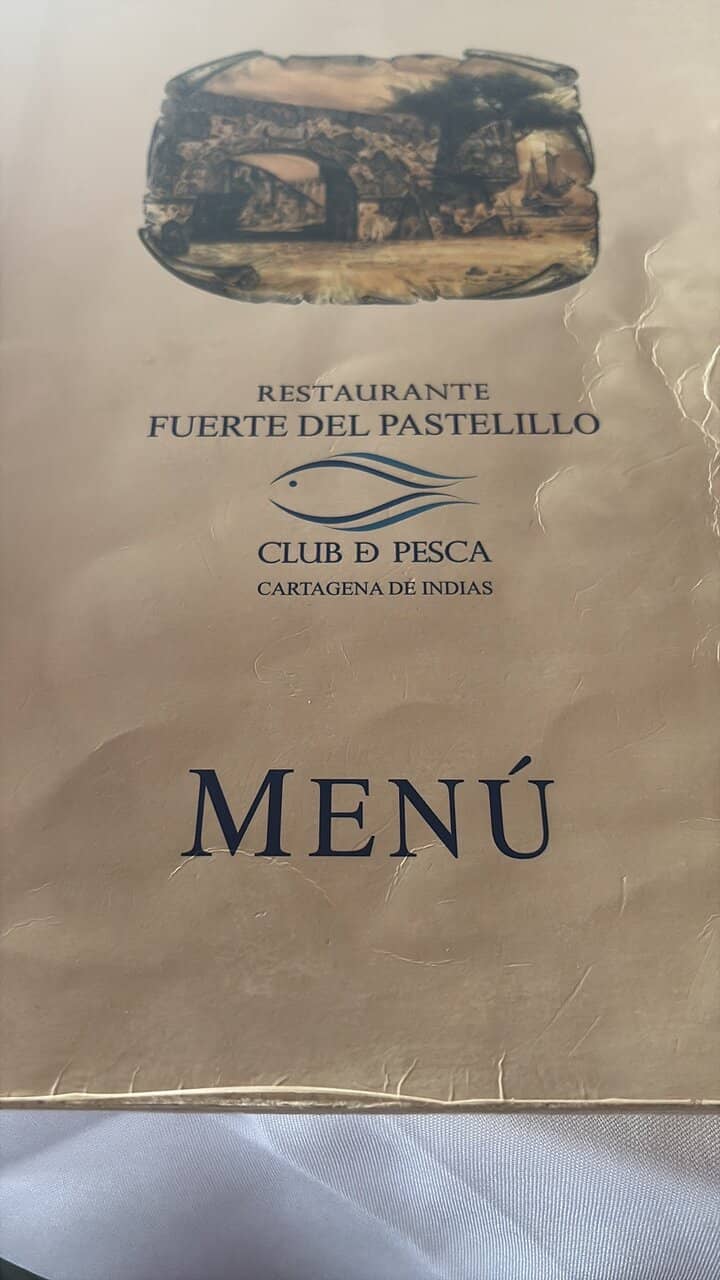 RESTAURANTE
FUERTE DEL PASTELILLO
CLUB D PESCA
CARTAGENA DE INDIAS
MENÚ